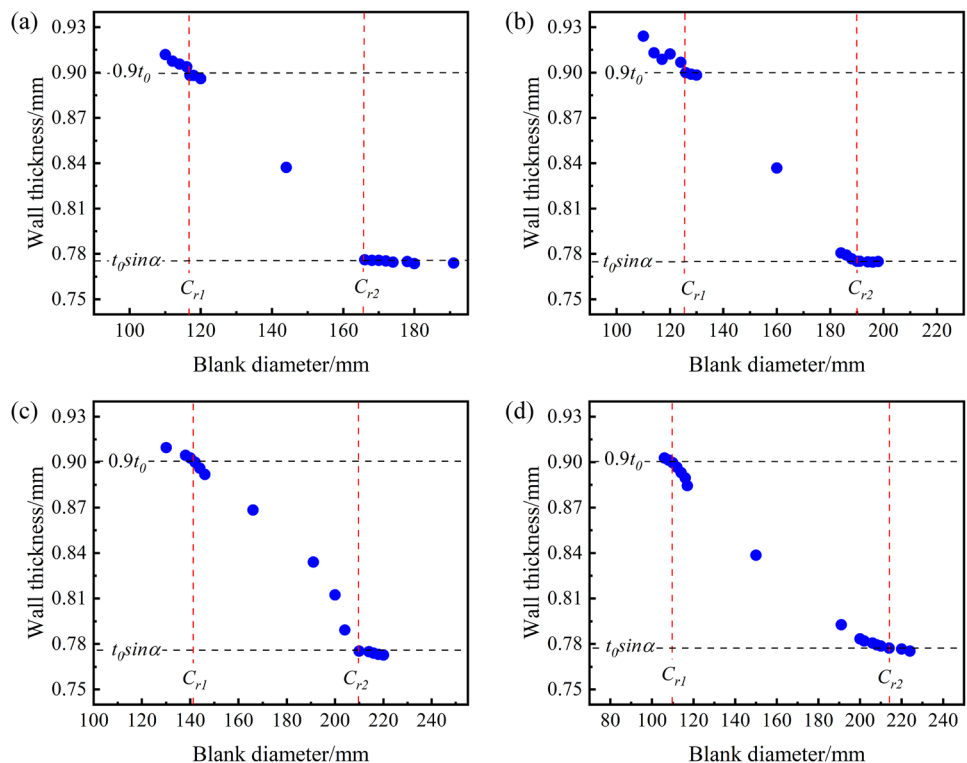 (a)
Wall thickness/mm
0.93
0.90
0.87
0.84
0.81
0.78
0.75
0.9t₀
t₀sinα
Cr1
Cr2
100 120 140 160 180
Blank diameter/mm
(b)
Wall thickness/mm
0.93
0.90
0.87
0.84
0.81
0.78
0.75
0.9t₀
t₀sinα
Cr1
Cr2
100 120 140 160 180 200 220
Blank diameter/mm
(c)
Wall thickness/mm
0.93
0.90
0.87
0.84
0.81
0.78
0.75
0.9t₀
t₀sinα
Cr1
Cr2
100 120 140 160 180 200 220 240
Blank diameter/mm
(d)
Wall thickness/mm
0.93
0.90
0.87
0.84
0.81
0.78
0.75
0.9t₀
t₀sinα
Cr1
Cr2
80 100 120 140 160 180 200 220 240
Blank diameter/mm